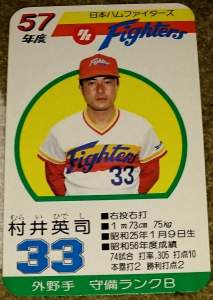 57
年度
日本ハムファイターズ
Fighters
Fighters
33
むらい ひでし
村井英司
33
■右投右打
■1m73cm 75kg
■昭和25年1月9日生
■昭和56年度成績
74試合 打率.305 打点10
本塁打2 勝利打点2
外野手 守備ランクB